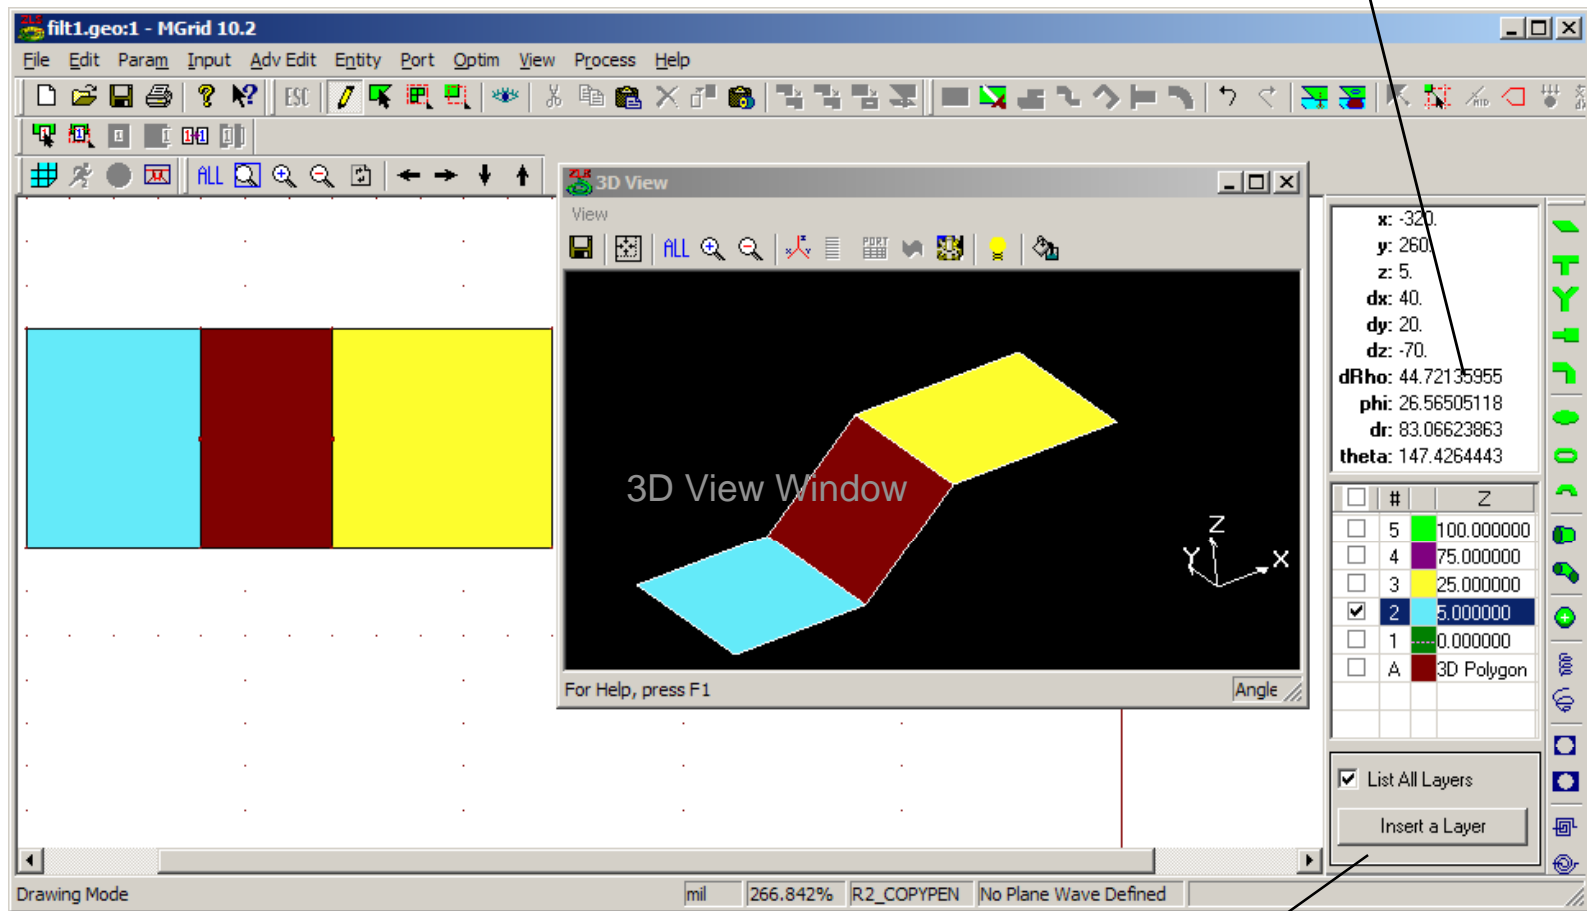 filt1.geo:1 - MGrid 10.2
File Edit Param Input Adv Edit Entity Port Optim View Process Help
ESC
ALL
3D View
View
ALL PORT
3D View Window
Z
Y X
For Help, press F1 Angle
x: -320.
y: 260.
z: 5.
dx: 40.
dy: 20.
dz: -70.
dRho: 44.72135955
phi: 26.56505118
dr: 83.06623863
theta: 147.4264443
# Z
5 100.000000
4 75.000000
3 25.000000
2 5.000000
1 0.000000
A 3D Polygon
List All Layers
Insert a Layer
Drawing Mode mil 266.842% R2_COPYPEN No Plane Wave Defined